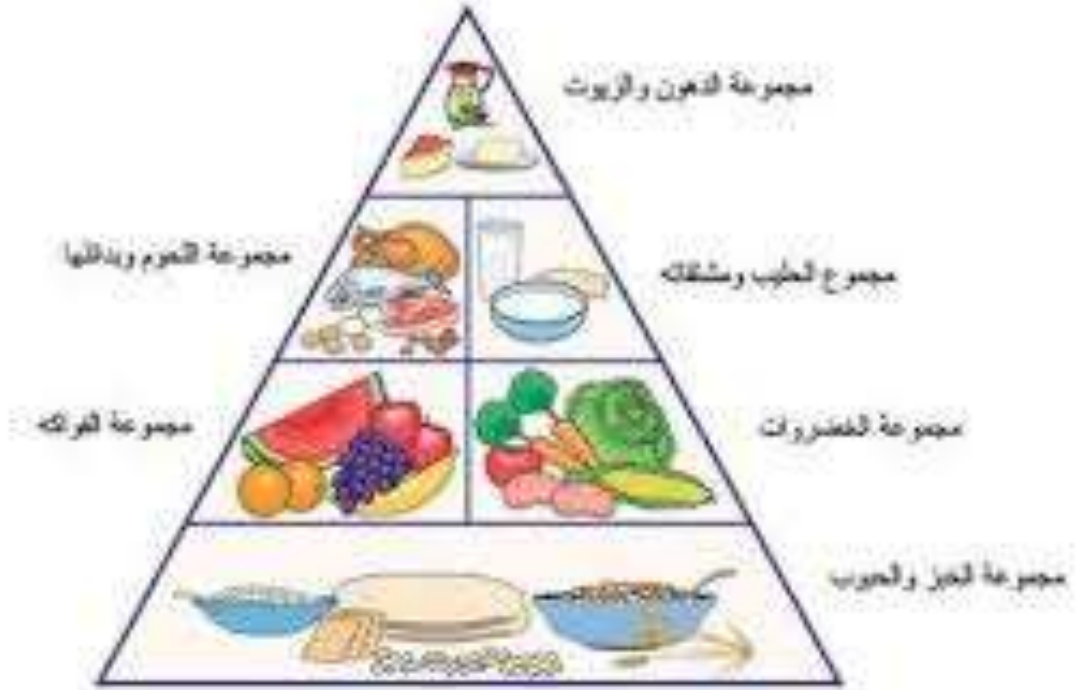 مجموعة الدهون والزيوت
مجموعة اللحوم وبدائلها
مجموع الحليب ومشتقاته
مجموعة الفواكه
مجموعة الخضروات
مجموعة الخبز والحبوب